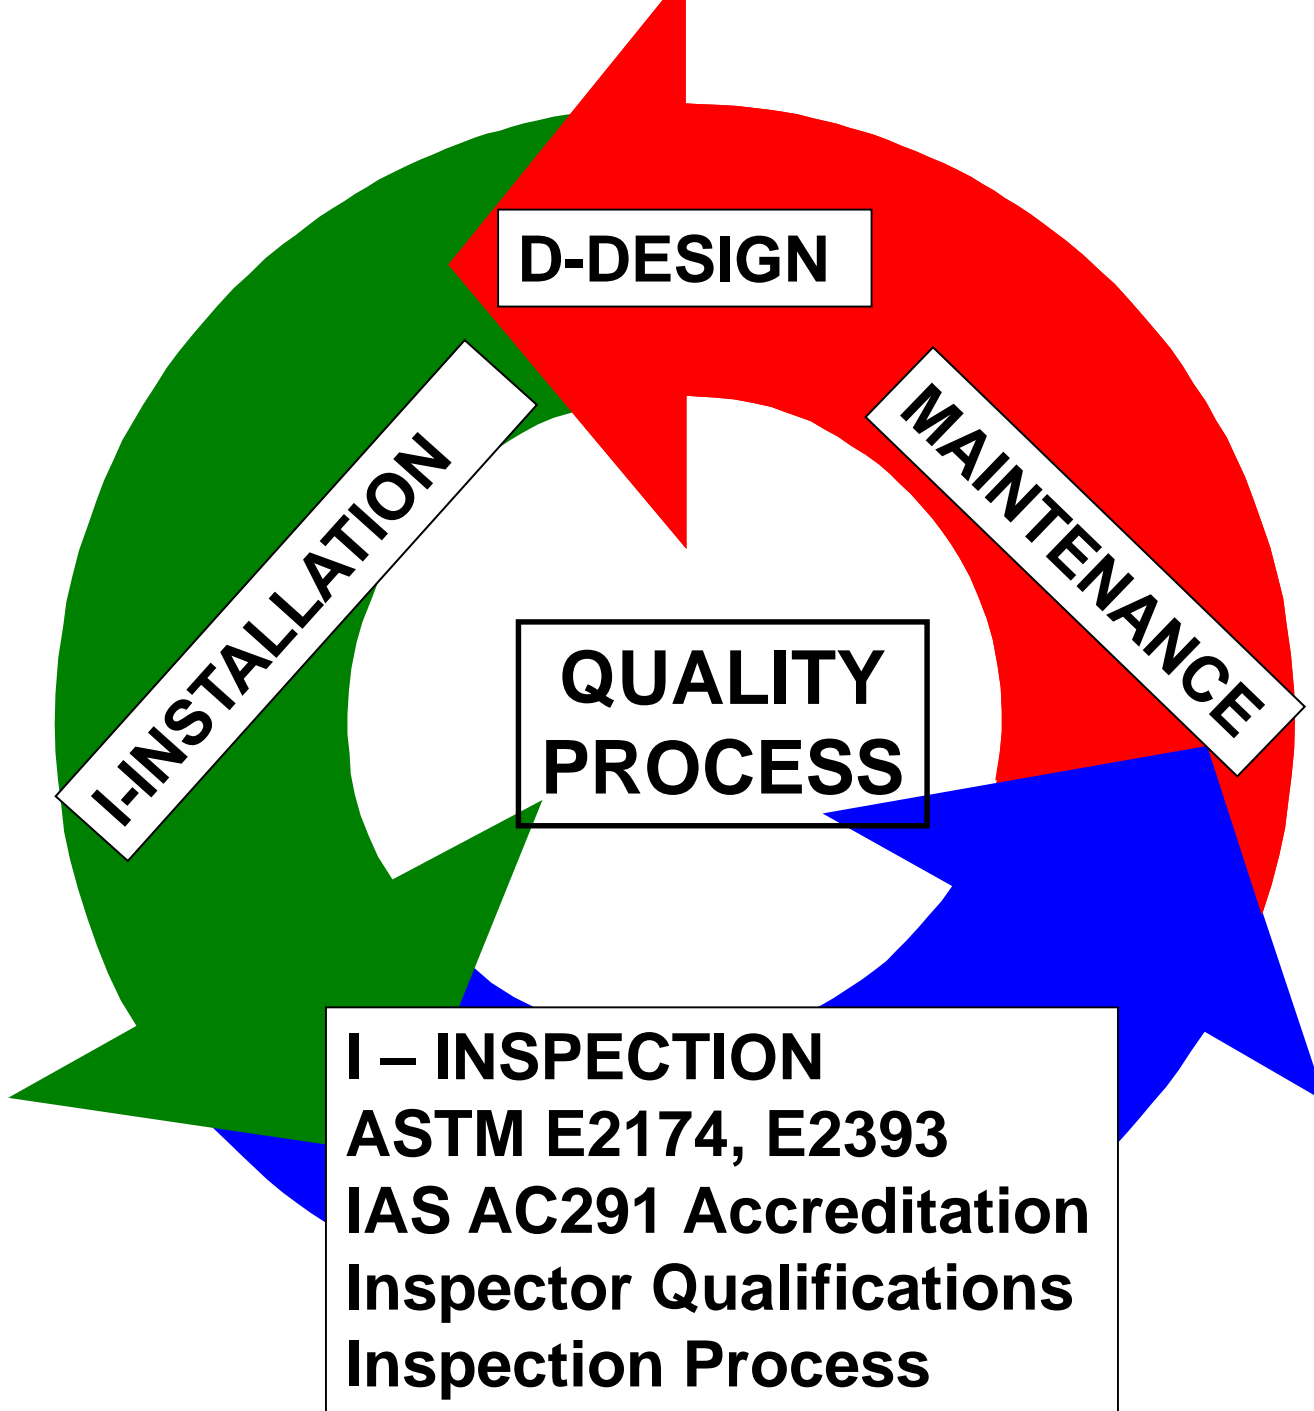 D-DESIGN
I-INSTALLATION
MAINTENANCE
QUALITY
PROCESS
I – INSPECTION
ASTM E2174, E2393
IAS AC291 Accreditation
Inspector Qualifications
Inspection Process